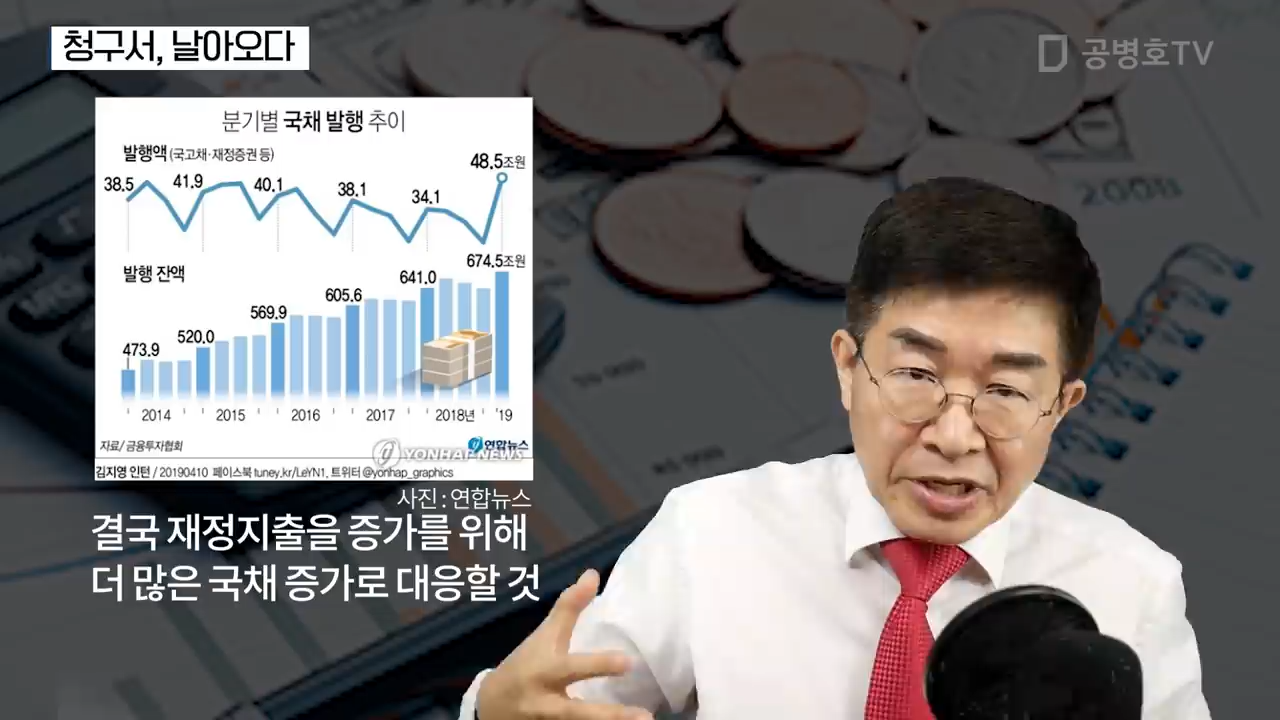 청구서, 날아오다
공병호TV
분기별 국채 발행 추이
발행액 (국고채·재정증권 등)
38.5
41.9
40.1
38.1
34.1
48.5조원
발행 잔액
473.9
520.0
569.9
605.6
641.0
674.5조원
2014
2015
2016
2017
2018년
'19
자료/ 금융투자협회
YONHAP NEWS
연합뉴스
김지영 인턴 / 20190410 페이스북 tuney.kr/LeYN1, 트위터 @yonhap_graphics
사진 : 연합뉴스
결국 재정지출을 증가를 위해
더 많은 국채 증가로 대응할 것